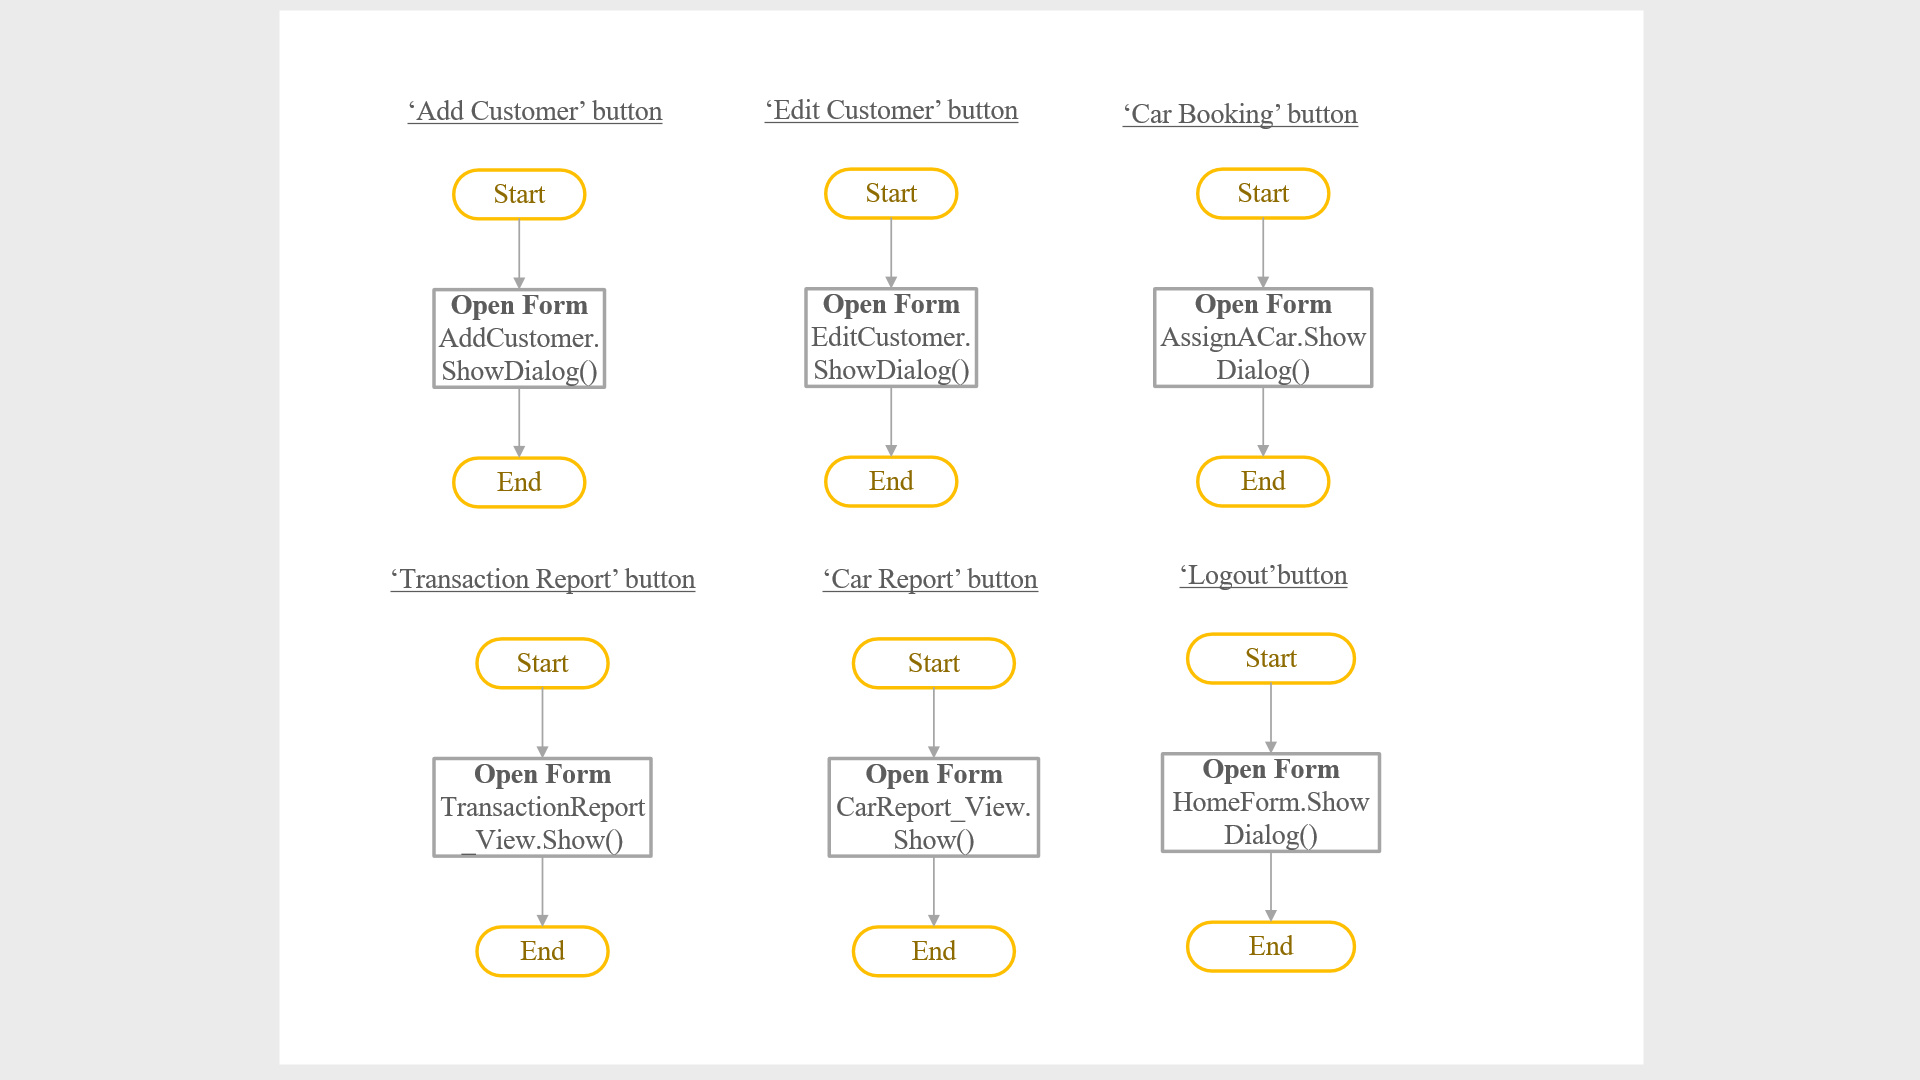 ‘Add Customer’ button
Start
Open Form
AddCustomer.
ShowDialog()
End
‘Edit Customer’ button
Start
Open Form
EditCustomer.
ShowDialog()
End
‘Car Booking’ button
Start
Open Form
AssignACar.Show
Dialog()
End
‘Transaction Report’ button
Start
Open Form
TransactionReport
_View.Show()
End
‘Car Report’ button
Start
Open Form
CarReport_View.
Show()
End
‘Logout’button
Start
Open Form
HomeForm.Show
Dialog()
End